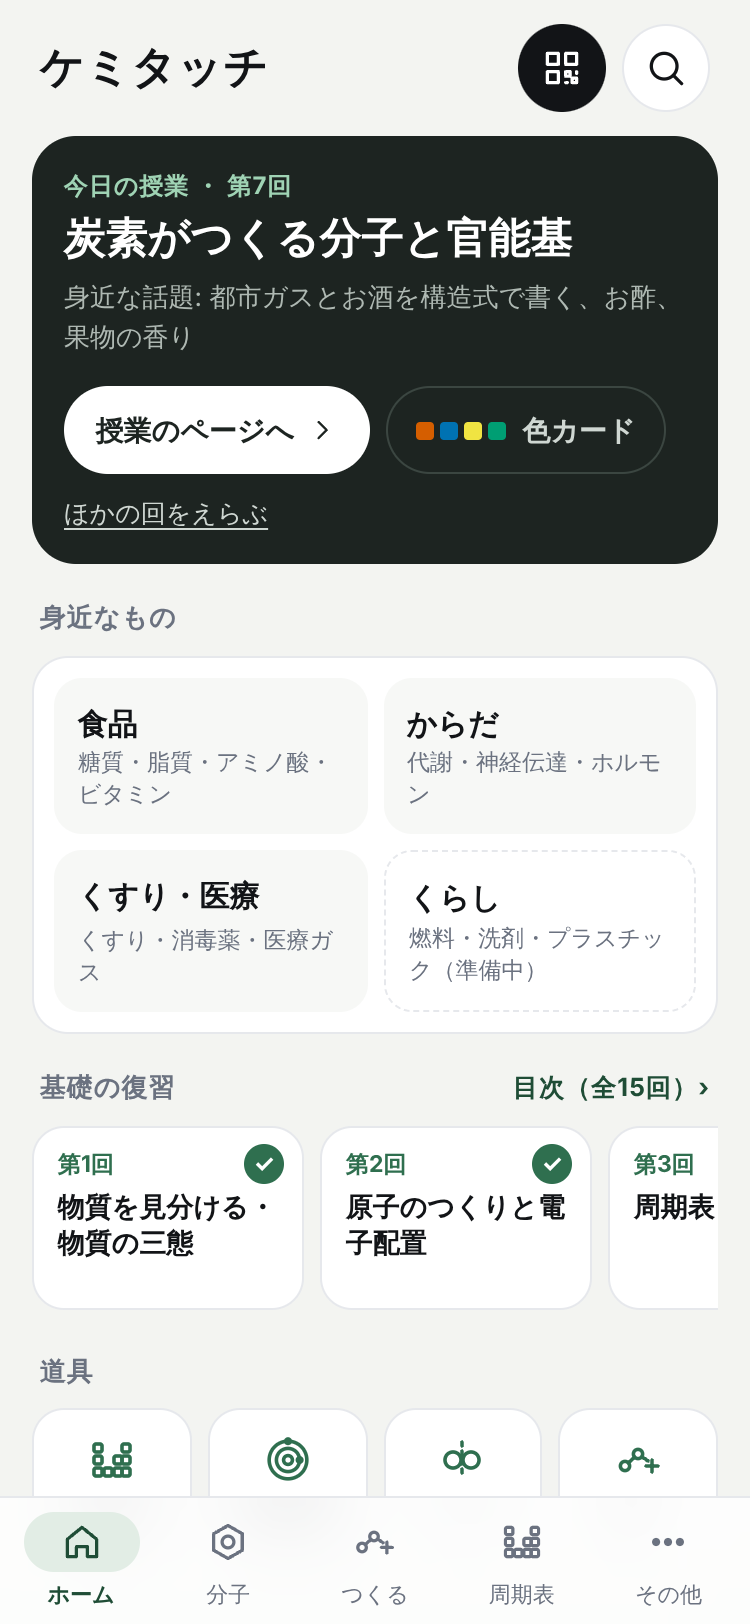 ケミタッチ
今日の授業 ・ 第7回
炭素がつくる分子と官能基
身近な話題: 都市ガスとお酒を構造式で書く、お酢、
果物の香り
授業のページへ
色カード
ほかの回をえらぶ
身近なもの
食品
糖質・脂質・アミノ酸・
ビタミン
からだ
代謝・神経伝達・ホルモ
ン
くすり・医療
くすり・消毒薬・医療ガ
ス
くらし
燃料・洗剤・プラスチッ
ク（準備中）
基礎の復習
目次（全15回）›
第1回
物質を見分ける・
物質の三態
第2回
原子のつくりと電
子配置
第3回
周期表
道具
ホーム
分子
つくる
周期表
その他